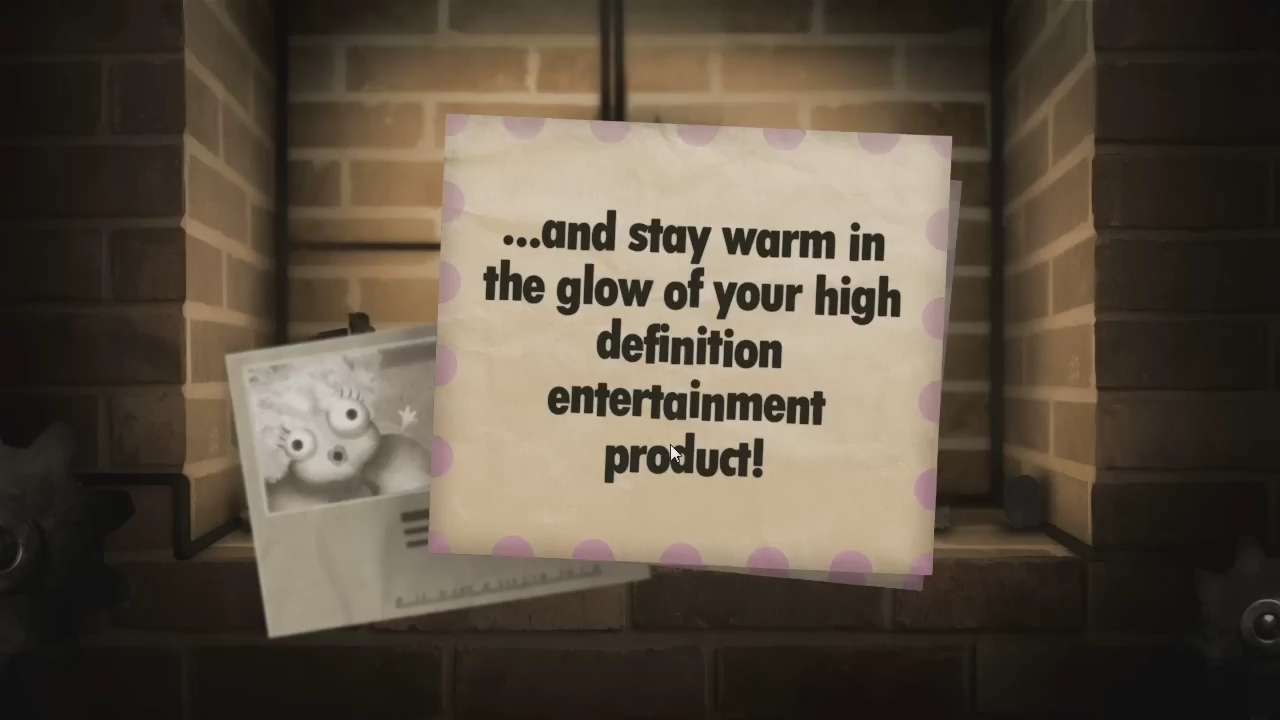 ...and stay warm in
the glow of your high
definition
entertainment
product!